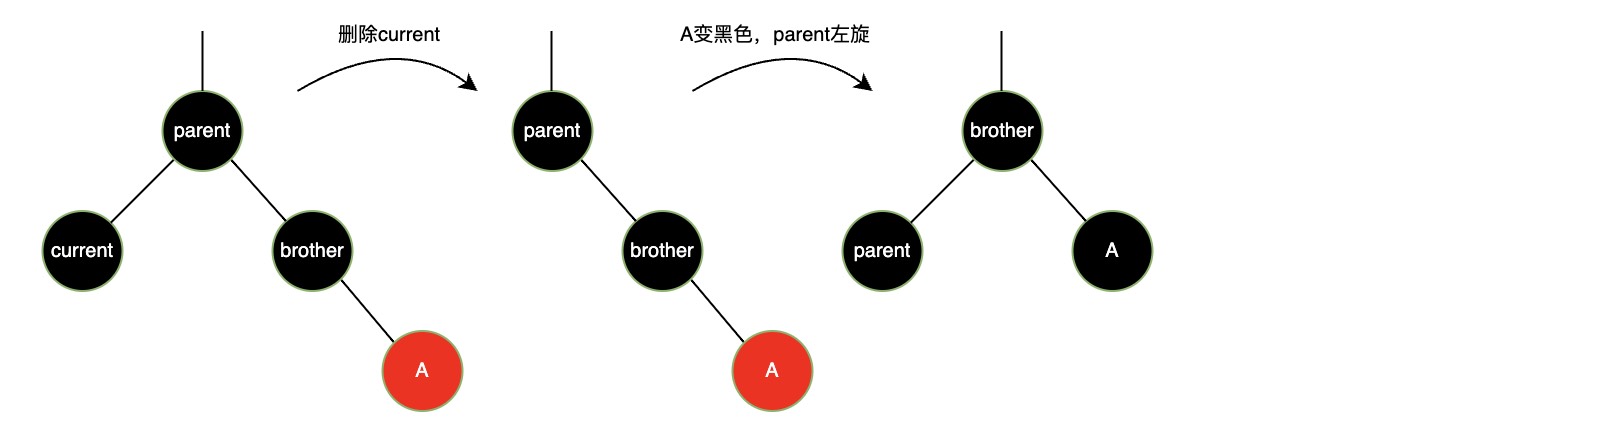 删除current
A变黑色，parent左旋
parent
parent
brother
current
brother
brother
parent
A
A
A